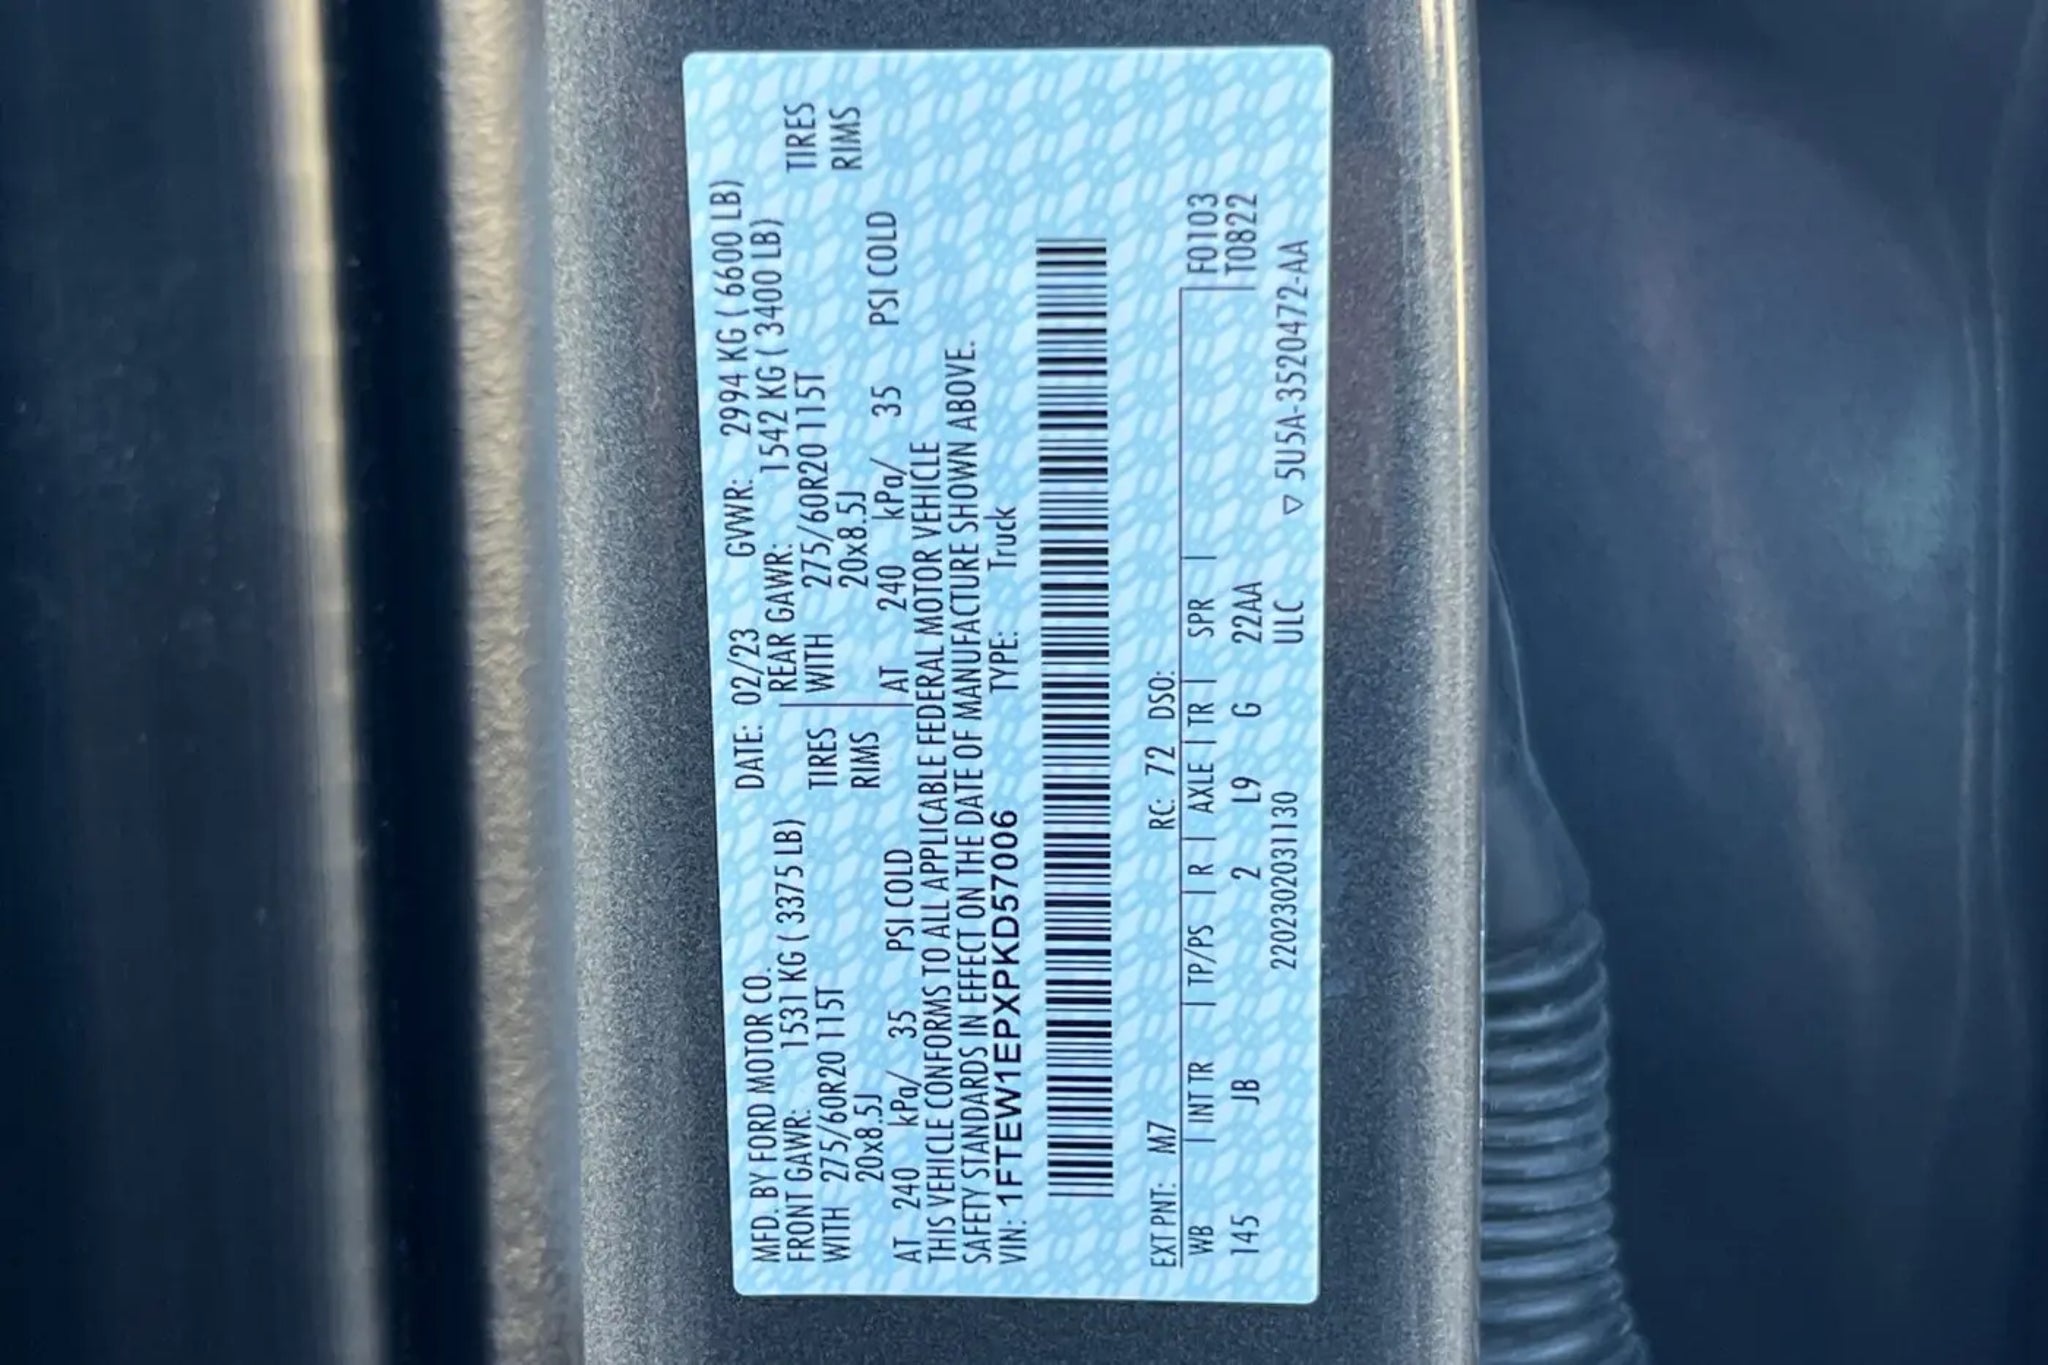 MFD. BY FORD MOTOR CO. DATE: 02/23 GVWR: 2994 KG ( 6600 LB)
FRONT GAWR: 1531 KG ( 3375 LB) REAR GAWR: 1542 KG ( 3400 LB)
WITH 275/60R20 115T TIRES WITH 275/60R20 115T TIRES
20x8.5J RIMS 20x8.5J RIMS
AT 240 kPa/ 35 PSI COLD AT 240 kPa/ 35 PSI COLD
THIS VEHICLE CONFORMS TO ALL APPLICABLE FEDERAL MOTOR VEHICLE
SAFETY STANDARDS IN EFFECT ON THE DATE OF MANUFACTURE SHOWN ABOVE.
VIN: 1FTEW1EPXPKD57006 TYPE: Truck
EXT PNT: M7 RC: 72 DSO:
WB | INT TR | TP/PS | R | AXLE | TR | SPR | F0103
145 JB 2 L9 G 22AA T0822
2202302031130 ULC ▽ 5U5A-3520472-AA